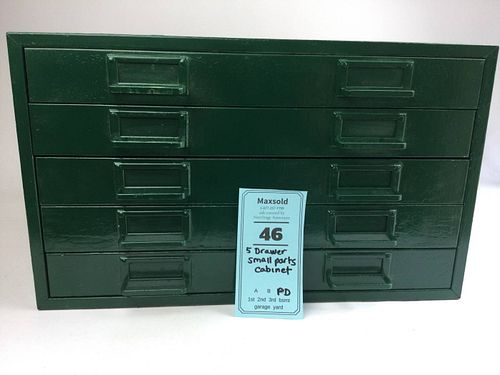 Maxsold
46
5 Drawer
small parts
cabinet
A B PD
1st 2nd 3rd bsmt
garage yard